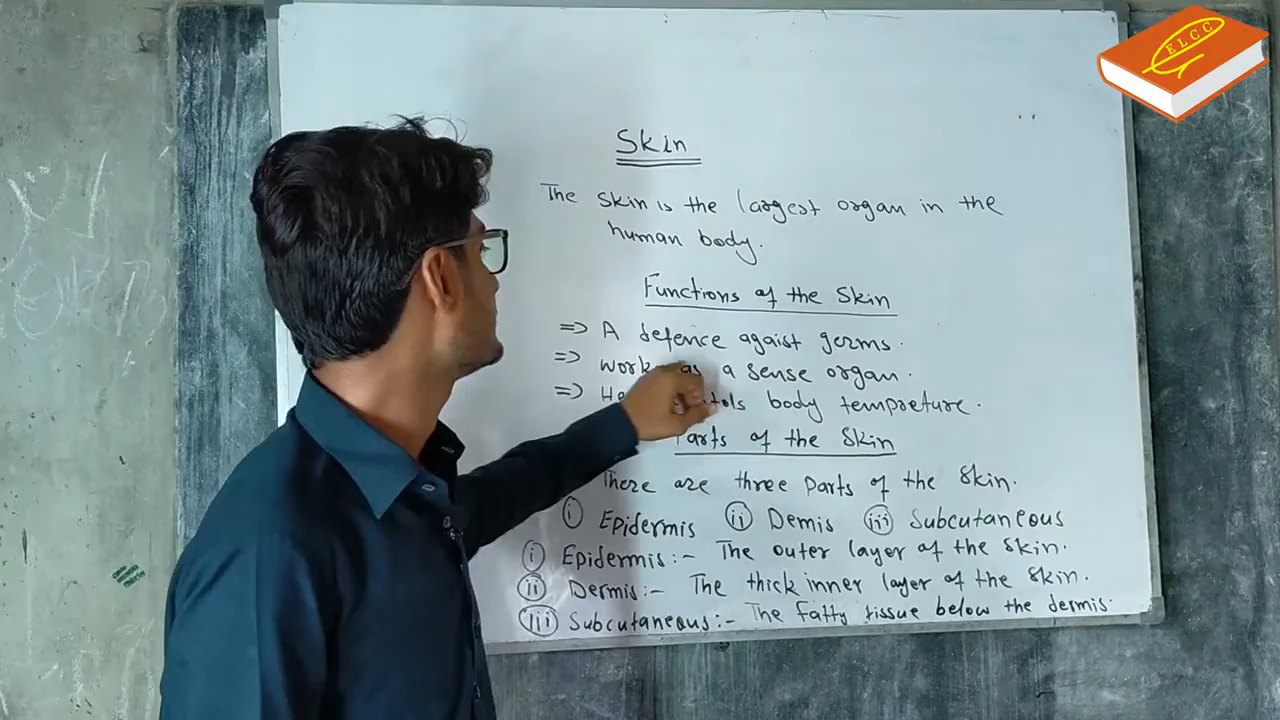 ELCC
Skin
The Skin is the largest organ in the
human body.
Functions of the Skin
=> A defence agaist germs.
=> work as a sense organ.
=> body tempreture.
Parts of the Skin
There are three parts of the Skin.
i Epidermis ii Demis iii Subcutaneous
i Epidermis:- The outer layer of the Skin.
ii Dermis:- The thick inner layer of the Skin.
iii Subcutaneous:- The fatty tissue below the dermis.